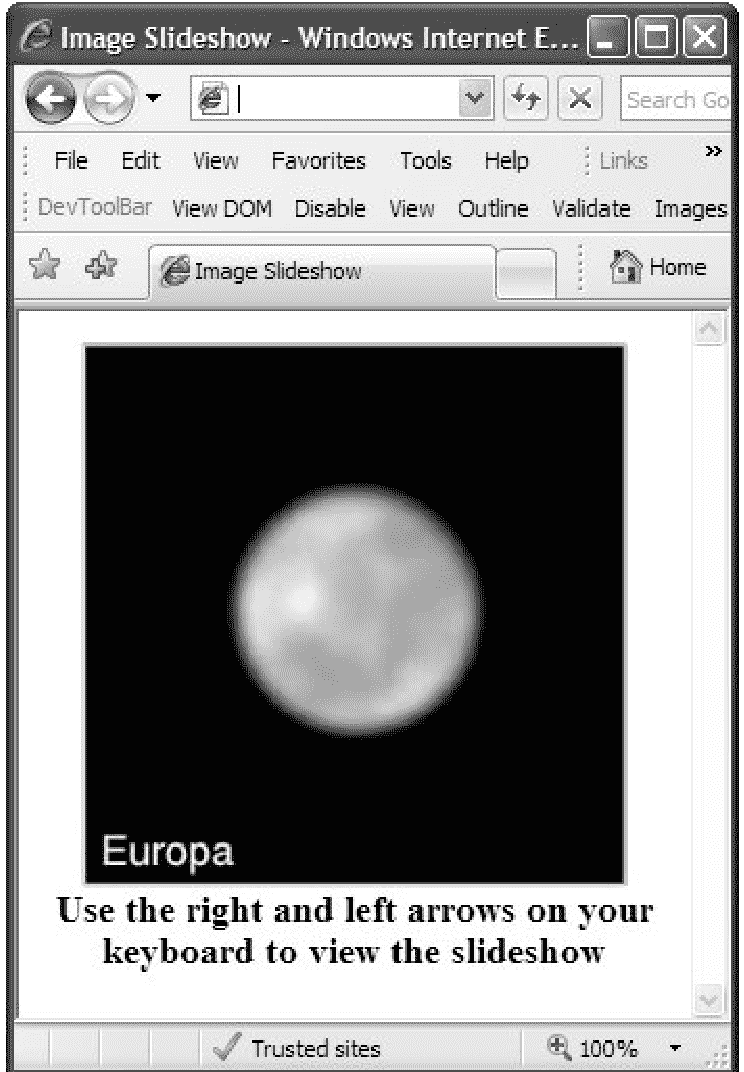 Image Slideshow - Windows Internet E...
Search Go
File Edit View Favorites Tools Help Links »
DevToolBar View DOM Disable View Outline Validate Images
Image Slideshow Home
Europa
Use the right and left arrows on your
keyboard to view the slideshow
Trusted sites 100%